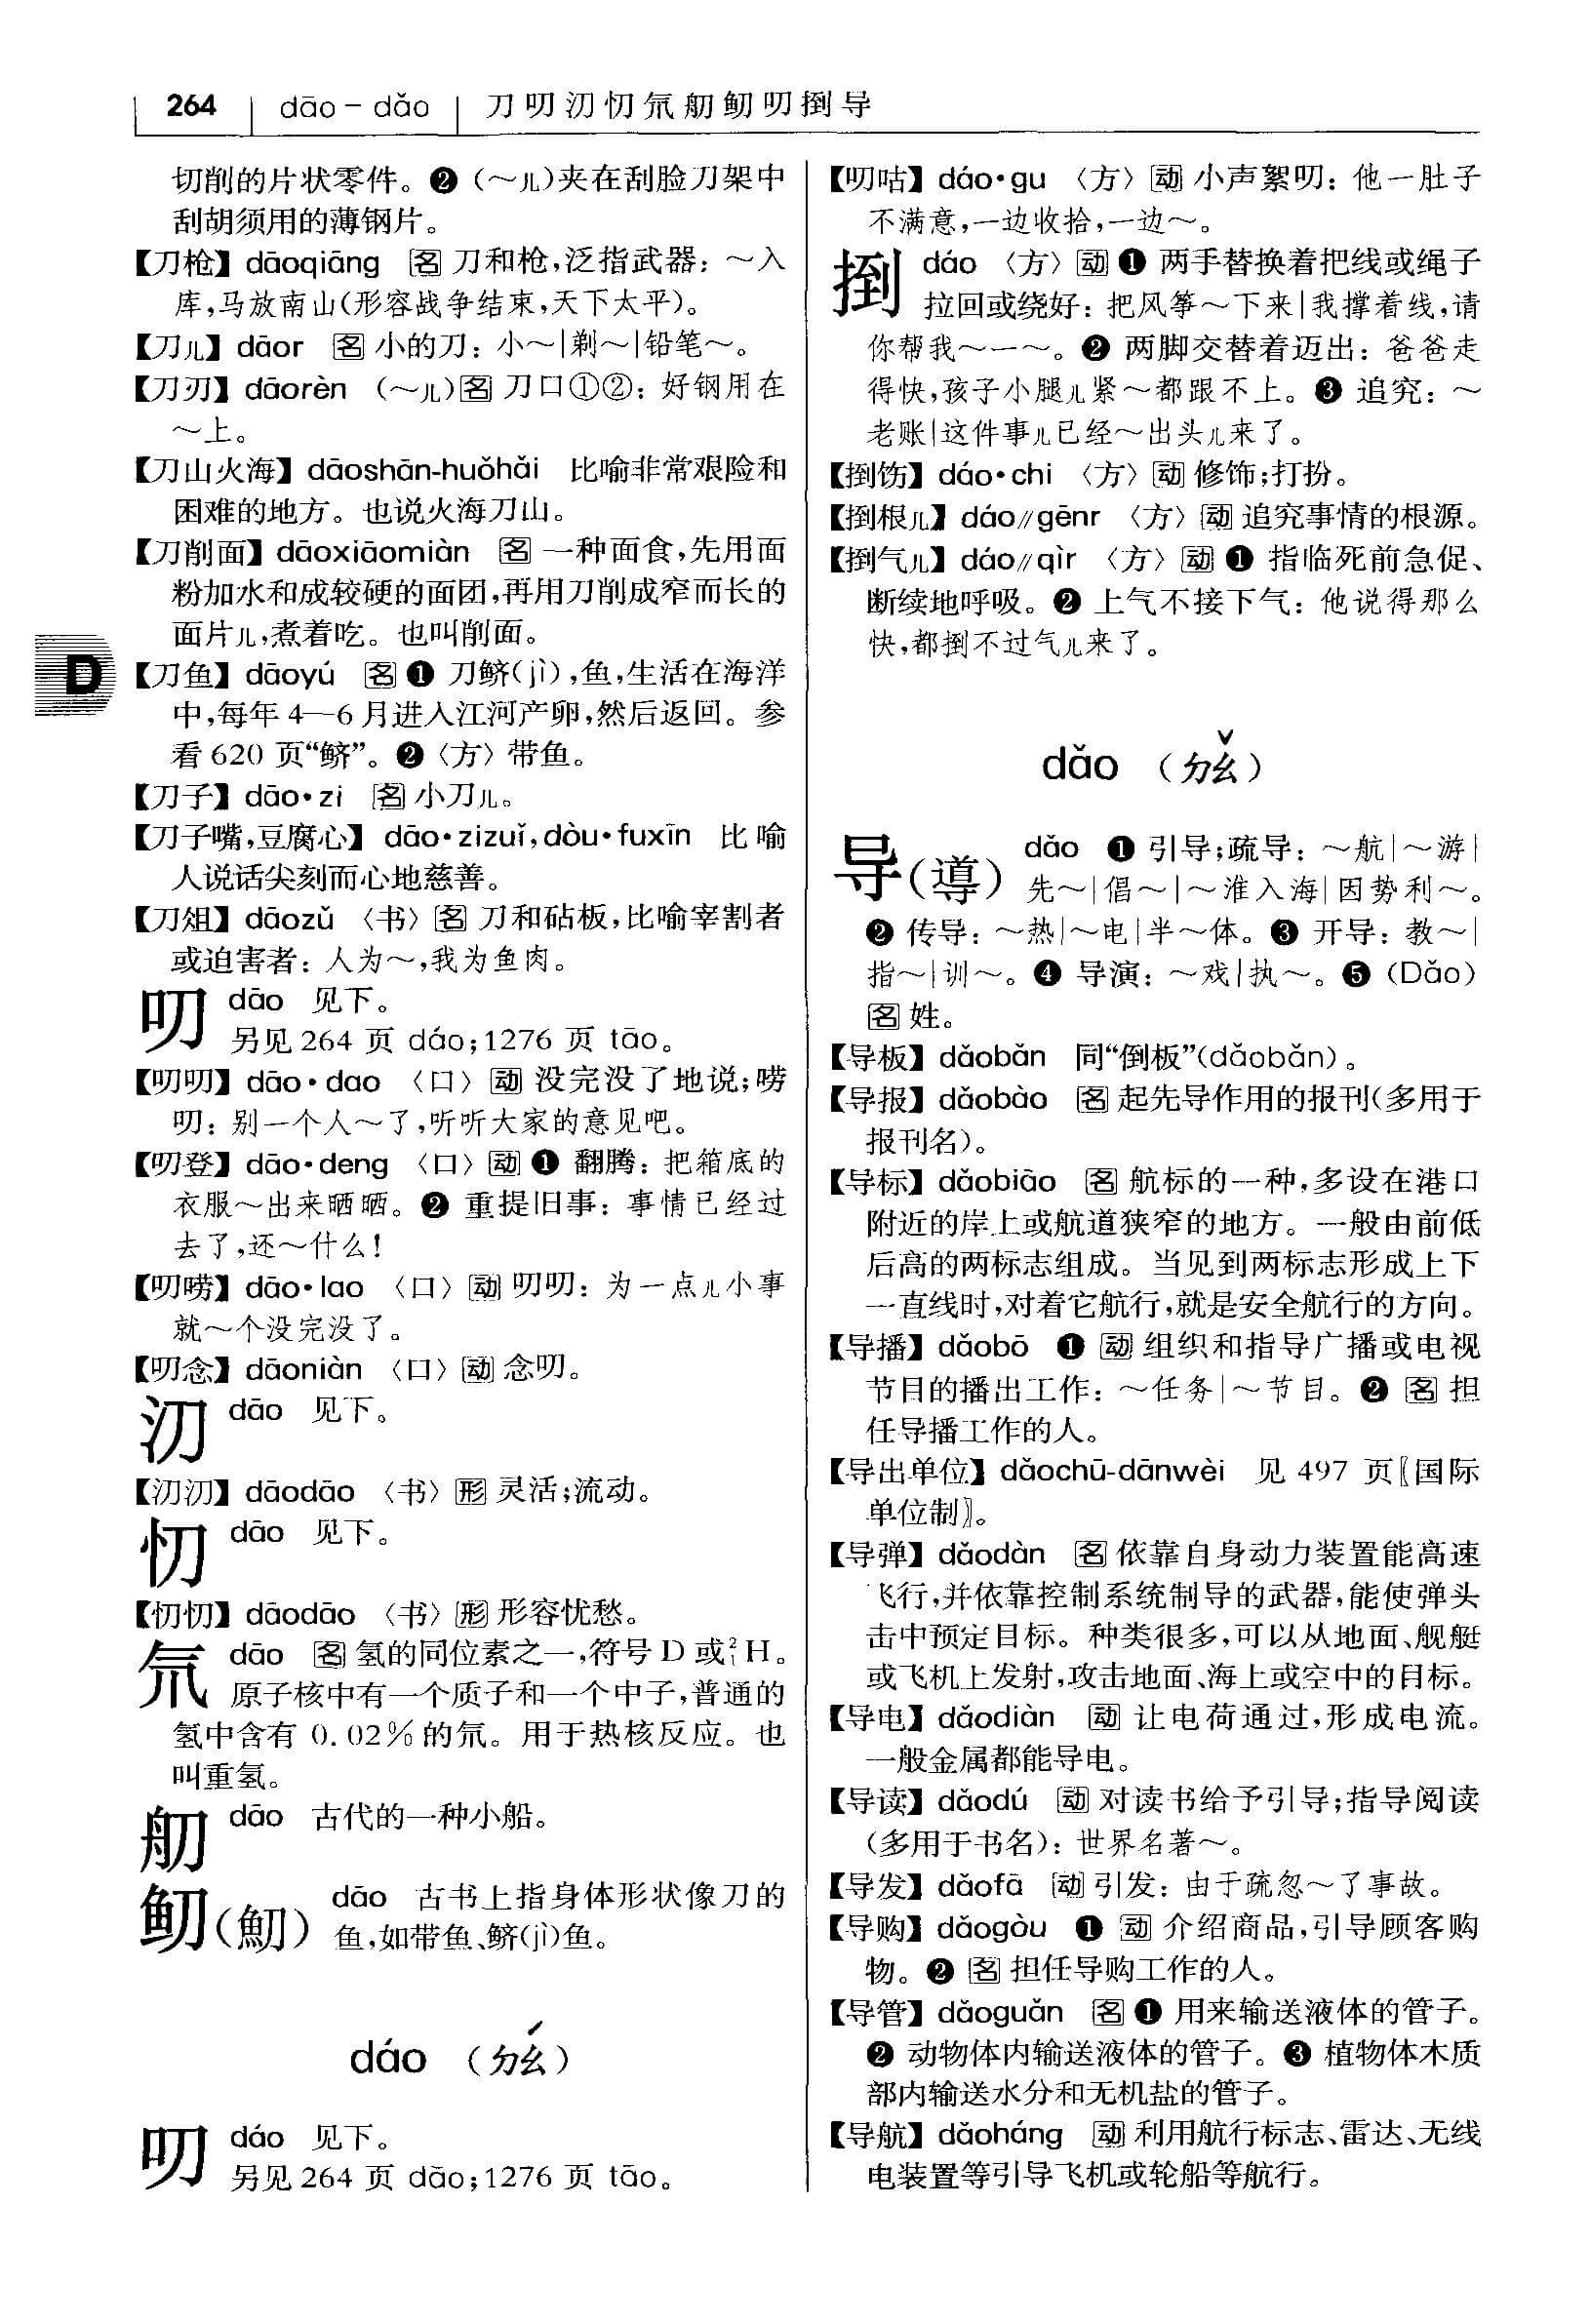 264 dāo – dǎo 刀叨汈忉氘舠鱽叨捯导
切削的片状零件。❷（～儿）夹在刮脸刀架中
刮胡须用的薄钢片。
【刀枪】dāoqiāng 名 刀和枪，泛指武器：～入
库，马放南山（形容战争结束，天下太平）。
【刀儿】dāor 名 小的刀：小～|剃～|铅笔～。
【刀刃】dāorèn （～儿）名 刀口①②：好钢用在
～上。
【刀山火海】dāoshān-huǒhǎi 比喻非常艰险和
困难的地方。也说火海刀山。
【刀削面】dāoxiāomiàn 名 一种面食，先用面
粉加水和成较硬的面团，再用刀削成窄而长的
面片儿，煮着吃。也叫削面。
D
【刀鱼】dāoyú 名 ❶ 刀鲚(jì)，鱼，生活在海洋
中，每年 4—6 月进入江河产卵，然后返回。参
看 620 页“鲚”。❷〈方〉带鱼。
【刀子】dāo•zi 名 小刀儿。
【刀子嘴，豆腐心】dāo•zizuǐ，dòu•fuxīn 比喻
人说话尖刻而心地慈善。
【刀俎】dāozǔ 〈书〉名 刀和砧板，比喻宰割者
或迫害者：人为～，我为鱼肉。
叨 dāo 见下。
另见 264 页 dáo；1276 页 tāo。
【叨叨】dāo•dao 〈口〉动 没完没了地说；唠
叨：别一个人～了，听听大家的意见吧。
【叨登】dāo•deng 〈口〉动 ❶ 翻腾：把箱底的
衣服～出来晒晒。❷ 重提旧事：事情已经过
去了，还～什么！
【叨唠】dāo•lao 〈口〉动 叨叨：为一点儿小事
就～个没完没了。
【叨念】dāoniàn 〈口〉动 念叨。
汈 dāo 见下。
【汈汈】dāodāo 〈书〉形 灵活；流动。
忉 dāo 见下。
【忉忉】dāodāo 〈书〉形 形容忧愁。
氘 dāo 名 氢的同位素之一，符号 D 或²₁H。
原子核中有一个质子和一个中子，普通的
氢中含有 0.02％的氘。用于热核反应。也
叫重氢。
舠 dāo 古代的一种小船。
鱽（魛） dāo 古书上指身体形状像刀的
鱼，如带鱼、鲚(jì)鱼。
dáo （ㄉㄠˊ）
叨 dáo 见下。
另见 264 页 dāo；1276 页 tāo。
【叨咕】dáo•gu 〈方〉动 小声絮叨：他一肚子
不满意，一边收拾，一边～。
捯 dáo 〈方〉动 ❶ 两手替换着把线或绳子
拉回或绕好：把风筝～下来|我撑着线，请
你帮我～一～。❷ 两脚交替着迈出：爸爸走
得快，孩子小腿儿紧～都跟不上。❸ 追究：～
老账|这件事儿已经～出头儿来了。
【捯饬】dáo•chi 〈方〉动 修饰；打扮。
【捯根儿】dáo∥gēnr 〈方〉动 追究事情的根源。
【捯气儿】dáo∥qìr 〈方〉动 ❶ 指临死前急促、
断续地呼吸。❷ 上气不接下气：他说得那么
快，都捯不过气儿来了。
dǎo （ㄉㄠˇ）
导（導） dǎo ❶ 引导；疏导：～航|～游|
先～|倡～|～淮入海|因势利～。
❷ 传导：～热|～电|半～体。❸ 开导：教～|
指～|训～。❹ 导演：～戏|执～。❺ （Dǎo）
名 姓。
【导板】dǎobǎn 同“倒板”(dǎobǎn)。
【导报】dǎobào 名 起先导作用的报刊（多用于
报刊名）。
【导标】dǎobiāo 名 航标的一种，多设在港口
附近的岸上或航道狭窄的地方。一般由前低
后高的两标志组成。当见到两标志形成上下
一直线时，对着它航行，就是安全航行的方向。
【导播】dǎobō ❶ 动 组织和指导广播或电视
节目的播出工作：～任务|～节目。❷ 名 担
任导播工作的人。
【导出单位】dǎochū-dānwèi 见 497 页〖国际
单位制〗。
【导弹】dǎodàn 名 依靠自身动力装置能高速
飞行，并依靠控制系统制导的武器，能使弹头
击中预定目标。种类很多，可以从地面、舰艇
或飞机上发射，攻击地面、海上或空中的目标。
【导电】dǎodiàn 动 让电荷通过，形成电流。
一般金属都能导电。
【导读】dǎodú 动 对读书给予引导；指导阅读
（多用于书名）：世界名著～。
【导发】dǎofā 动 引发：由于疏忽～了事故。
【导购】dǎogòu ❶ 动 介绍商品，引导顾客购
物。❷ 名 担任导购工作的人。
【导管】dǎoguǎn 名 ❶ 用来输送液体的管子。
❷ 动物体内输送液体的管子。❸ 植物体木质
部内输送水分和无机盐的管子。
【导航】dǎoháng 动 利用航行标志、雷达、无线
电装置等引导飞机或轮船等航行。